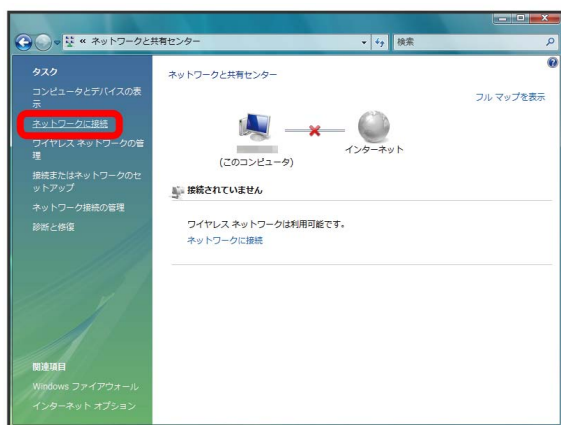 « ネットワークと共有センター
検索
タスク
コンピュータとデバイスの表
示
ネットワークに接続
ワイヤレス ネットワークの管
理
接続またはネットワークのセ
ットアップ
ネットワーク接続の管理
診断と修復
関連項目
Windows ファイアウォール
インターネット オプション
ネットワークと共有センター
フル マップを表示
(このコンピュータ)
インターネット
接続されていません
ワイヤレス ネットワークは利用可能です。
ネットワークに接続